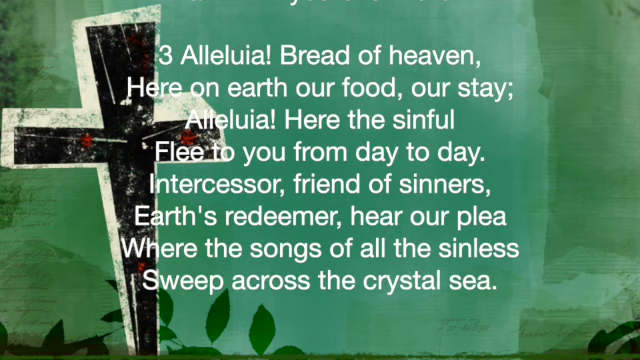 3 Alleluia! Bread of heaven,
Here on earth our food, our stay;
Alleluia! Here the sinful
Flee to you from day to day.
Intercessor, friend of sinners,
Earth's redeemer, hear our plea
Where the songs of all the sinless
Sweep across the crystal sea.